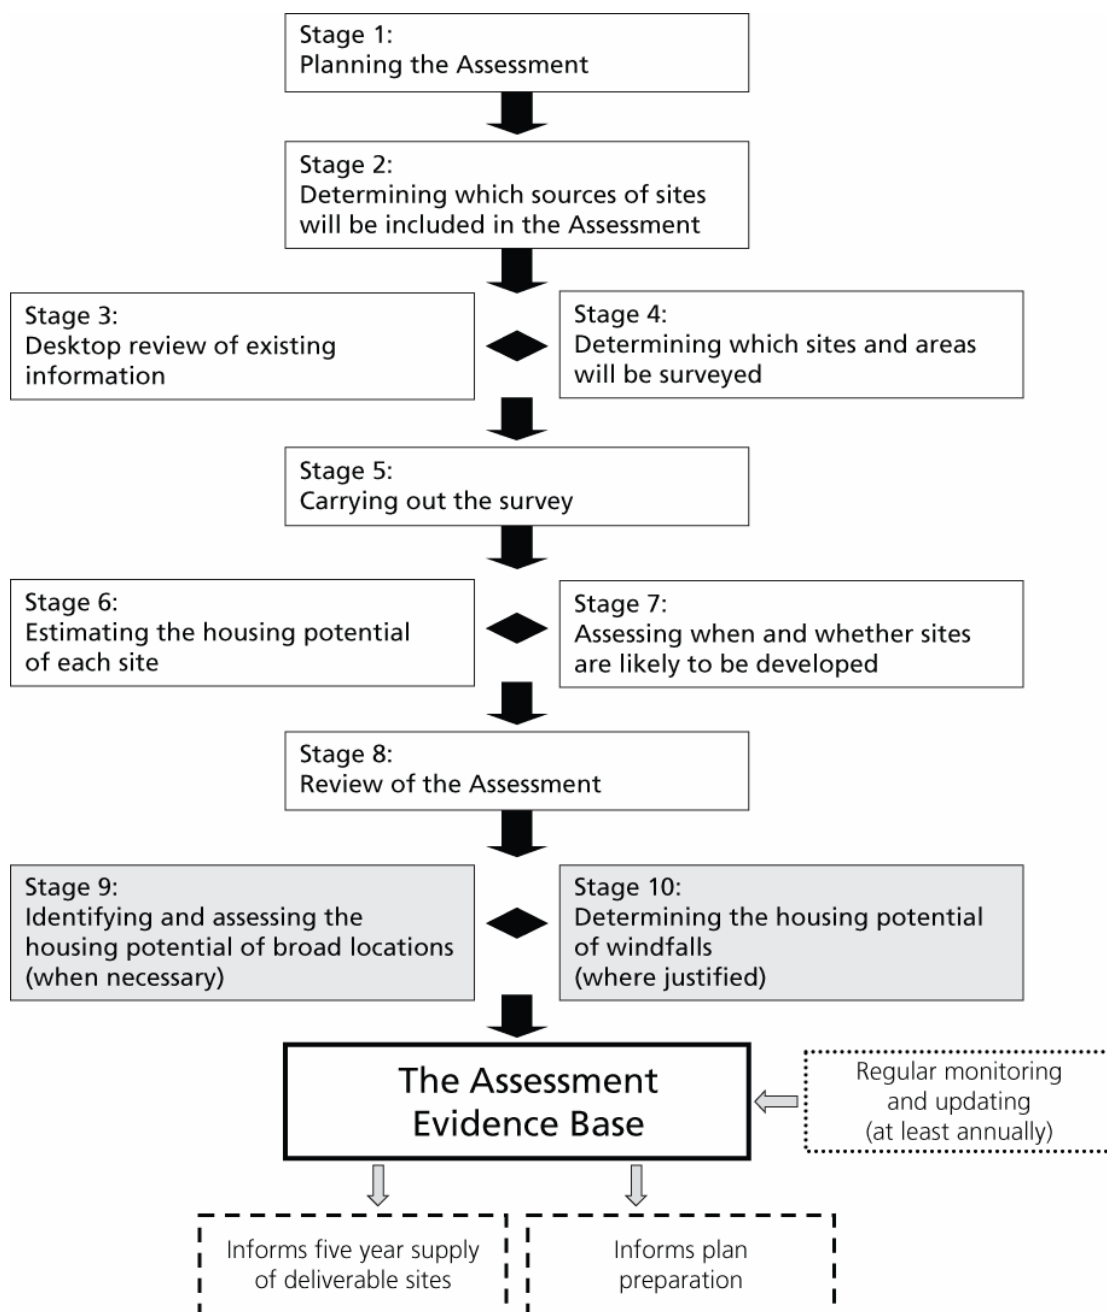 Stage 1:
Planning the Assessment
Stage 2:
Determining which sources of sites
will be included in the Assessment
Stage 3:
Desktop review of existing
information
Stage 4:
Determining which sites and areas
will be surveyed
Stage 5:
Carrying out the survey
Stage 6:
Estimating the housing potential
of each site
Stage 7:
Assessing when and whether sites
are likely to be developed
Stage 8:
Review of the Assessment
Stage 9:
Identifying and assessing the
housing potential of broad locations
(when necessary)
Stage 10:
Determining the housing potential
of windfalls
(where justified)
The Assessment
Evidence Base
Regular monitoring
and updating
(at least annually)
Informs five year supply
of deliverable sites
Informs plan
preparation